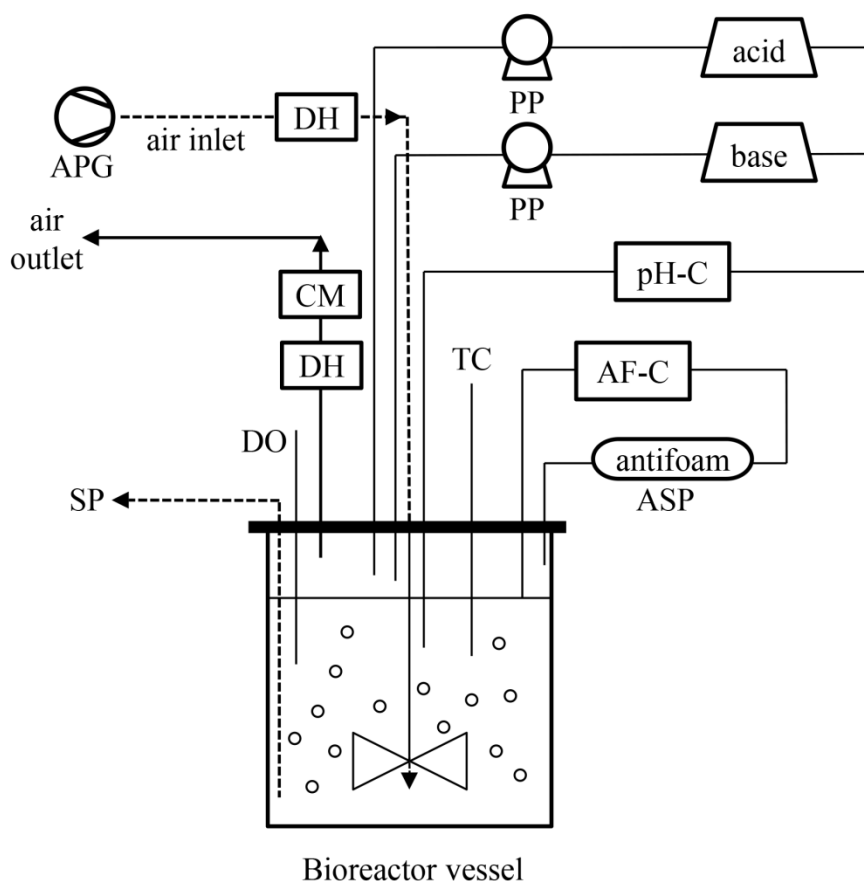 acid
PP
DH
air inlet
APG
base
PP
air
outlet
pH-C
CM
DH
TC
AF-C
DO
antifoam
ASP
SP
Bioreactor vessel